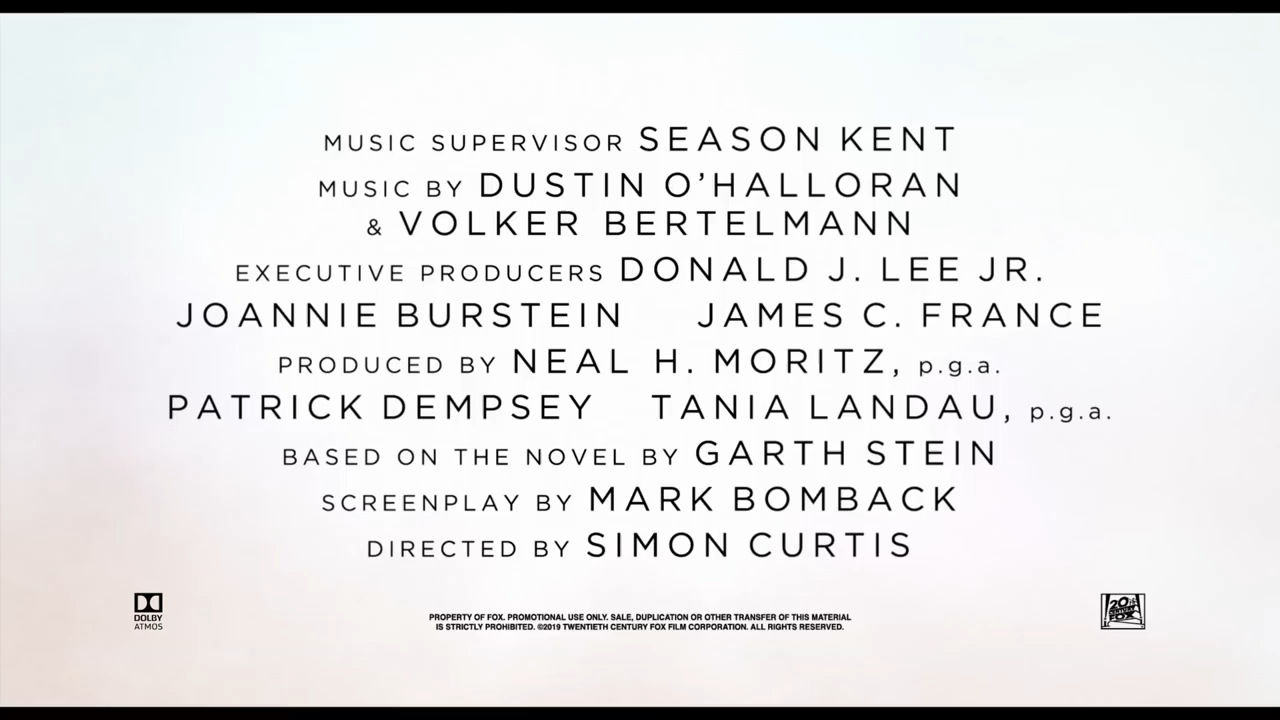 MUSIC SUPERVISOR SEASON KENT
MUSIC BY DUSTIN O'HALLORAN
& VOLKER BERTELMANN
EXECUTIVE PRODUCERS DONALD J. LEE JR.
JOANNIE BURSTEIN JAMES C. FRANCE
PRODUCED BY NEAL H. MORITZ, p.g.a.
PATRICK DEMPSEY TANIA LANDAU, p.g.a.
BASED ON THE NOVEL BY GARTH STEIN
SCREENPLAY BY MARK BOMBACK
DIRECTED BY SIMON CURTIS
DOLBY
ATMOS
PROPERTY OF FOX. PROMOTIONAL USE ONLY. SALE, DUPLICATION OR OTHER TRANSFER OF THIS MATERIAL
IS STRICTLY PROHIBITED. ©2019 TWENTIETH CENTURY FOX FILM CORPORATION. ALL RIGHTS RESERVED.
20th
CENTURY
FOX